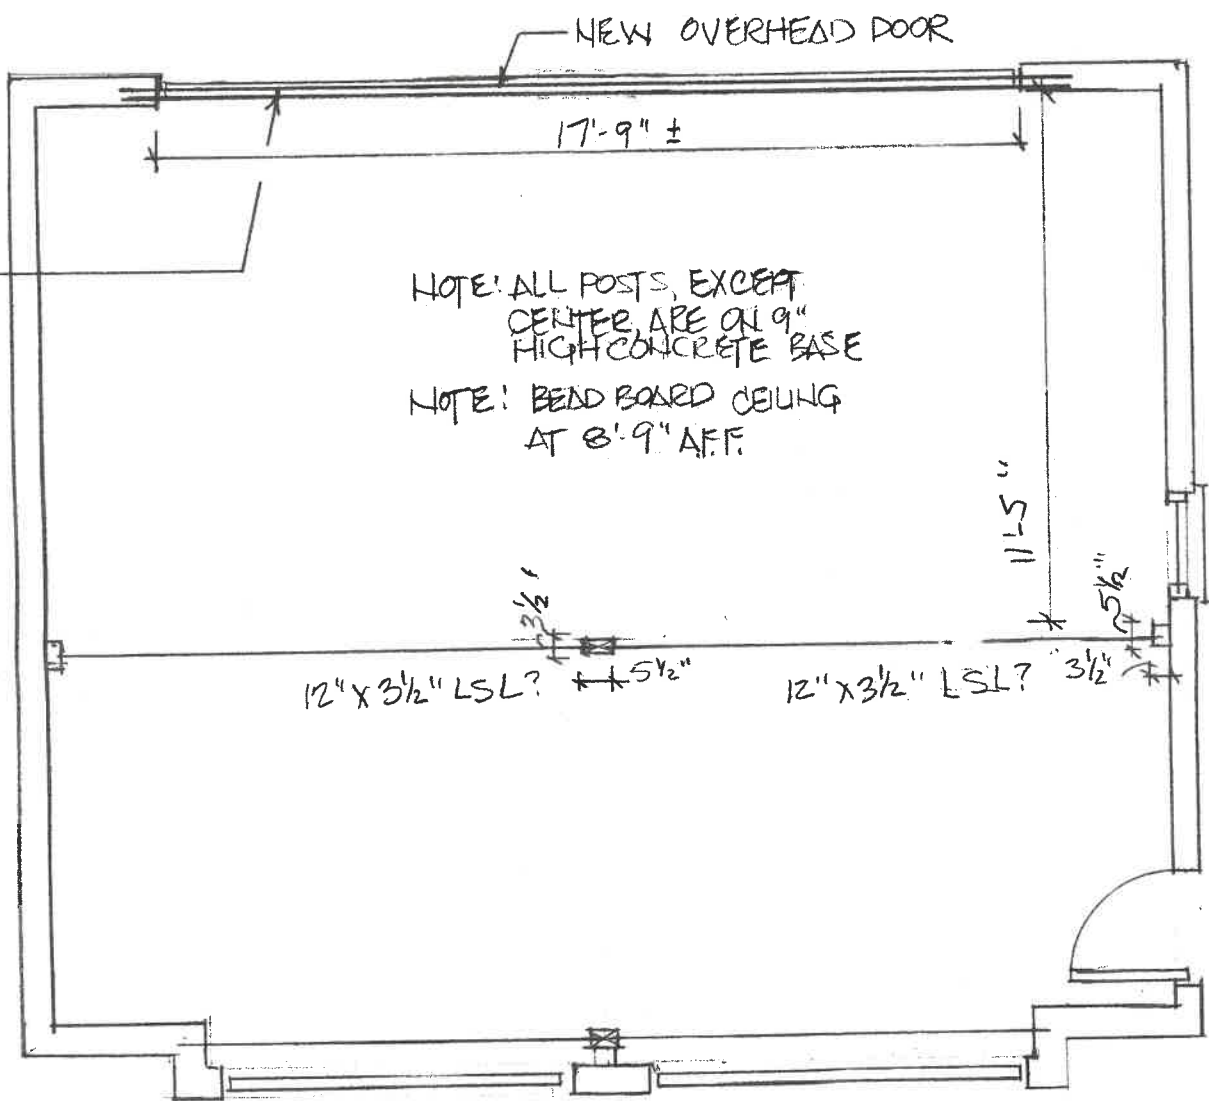 NEW OVERHEAD DOOR
17'-9" ±
NOTE: ALL POSTS, EXCEPT
CENTER, ARE ON 9"
HIGH CONCRETE BASE
NOTE: BEAD BOARD CEILING
AT 8'-9" A.F.F.
11'-5"
3½"
5½"
5½"
12" X 3½" LSL?
12" X 3½" LSL?
3½"